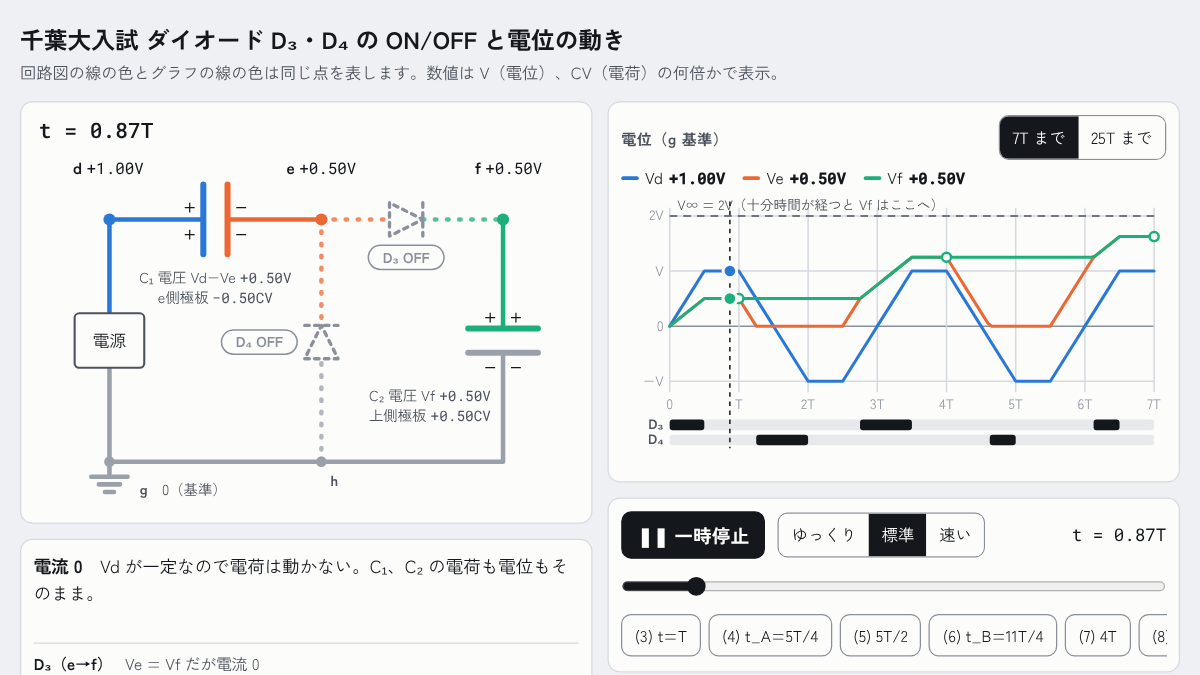 千葉大入試 ダイオード D₃・D₄ の ON/OFF と電位の動き
回路図の線の色とグラフの線の色は同じ点を表します。数値は V（電位）、CV（電荷）の何倍かで表示。
t = 0.87T
d +1.00V
e +0.50V
f +0.50V
+ −
+ −
D₃ OFF
C₁ 電圧 Vd−Ve +0.50V
e側極板 −0.50CV
電源
D₄ OFF
+ +
− −
C₂ 電圧 Vf +0.50V
上側極板 +0.50CV
g 0（基準）
h
電流 0 Vd が一定なので電荷は動かない。C₁、C₂ の電荷も電位もそ
のまま。
D₃（e→f） Ve = Vf だが電流 0
電位（g 基準）
7T まで
25T まで
Vd +1.00V Ve +0.50V Vf +0.50V
V∞ = 2V（十分時間が経つと Vf はここへ）
2V
V
0
−V
0 T 2T 3T 4T 5T 6T 7T
D₃
D₄
一時停止
ゆっくり 標準 速い
t = 0.87T
(3) t=T (4) t_A=5T/4 (5) 5T/2 (6) t_B=11T/4 (7) 4T (8)